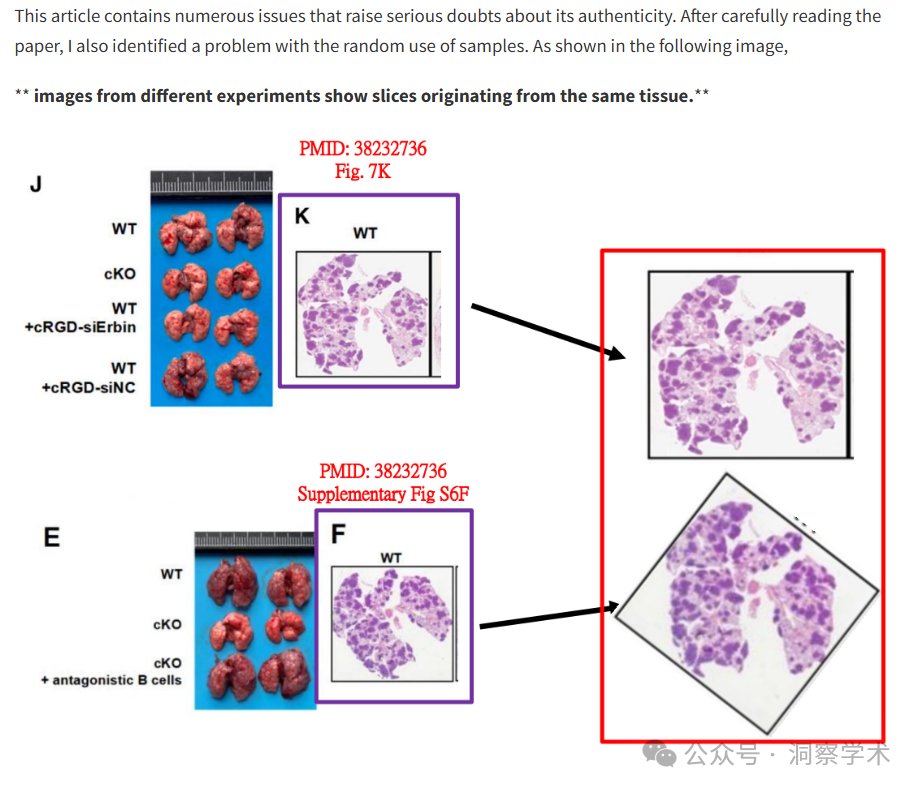 This article contains numerous issues that raise serious doubts about its authenticity. After carefully reading the
paper, I also identified a problem with the random use of samples. As shown in the following image,
** images from different experiments show slices originating from the same tissue.**
PMID: 38232736
Fig. 7K
J
K
WT
WT
cKO
WT
+cRGD-siErbin
WT
+cRGD-siNC
PMID: 38232736
Supplementary Fig S6F
E
F
WT
WT
cKO
cKO
+ antagonistic B cells
公众号 · 洞察学术